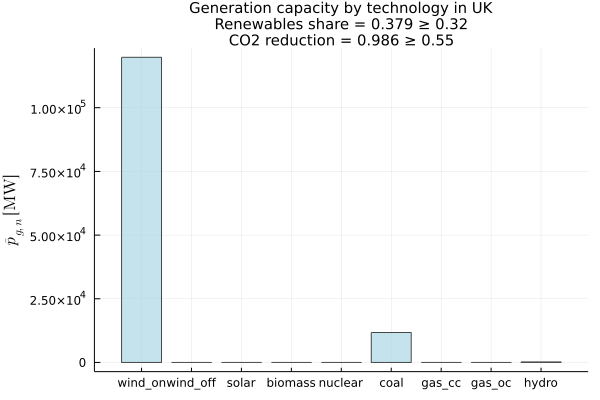 Generation capacity by technology in UK
Renewables share = 0.379 ≥ 0.32
CO2 reduction = 0.986 ≥ 0.55
p̄_{g,n} [MW]
1.00×10⁵
7.50×10⁴
5.00×10⁴
2.50×10⁴
0
wind_on wind_off solar biomass nuclear coal gas_cc gas_oc hydro